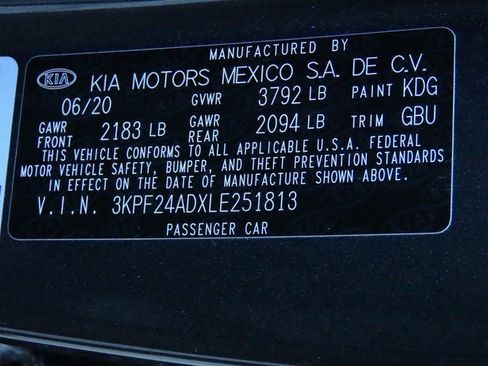 MANUFACTURED BY
KIA KIA MOTORS MEXICO S.A. DE C.V.
06/20 GVWR 3792 LB PAINT KDG
GAWR FRONT 2183 LB GAWR REAR 2094 LB TRIM GBU
THIS VEHICLE CONFORMS TO ALL APPLICABLE U.S.A. FEDERAL
MOTOR VEHICLE SAFETY, BUMPER, AND THEFT PREVENTION STANDARDS
IN EFFECT ON THE DATE OF MANUFACTURE SHOWN ABOVE.
V.I.N. 3KPF24ADXLE251813
PASSENGER CAR